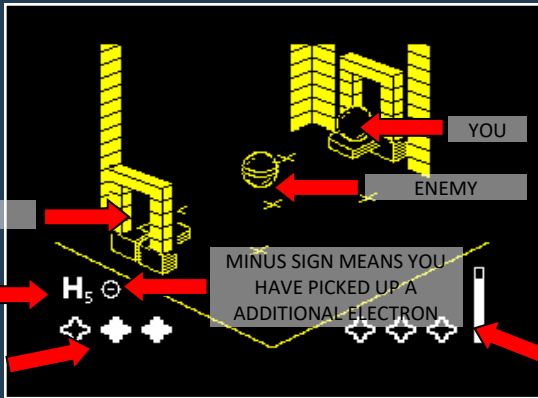 YOU
ENEMY
MINUS SIGN MEANS YOU
HAVE PICKED UP A
ADDITIONAL ELECTRON
H₅ ⊖